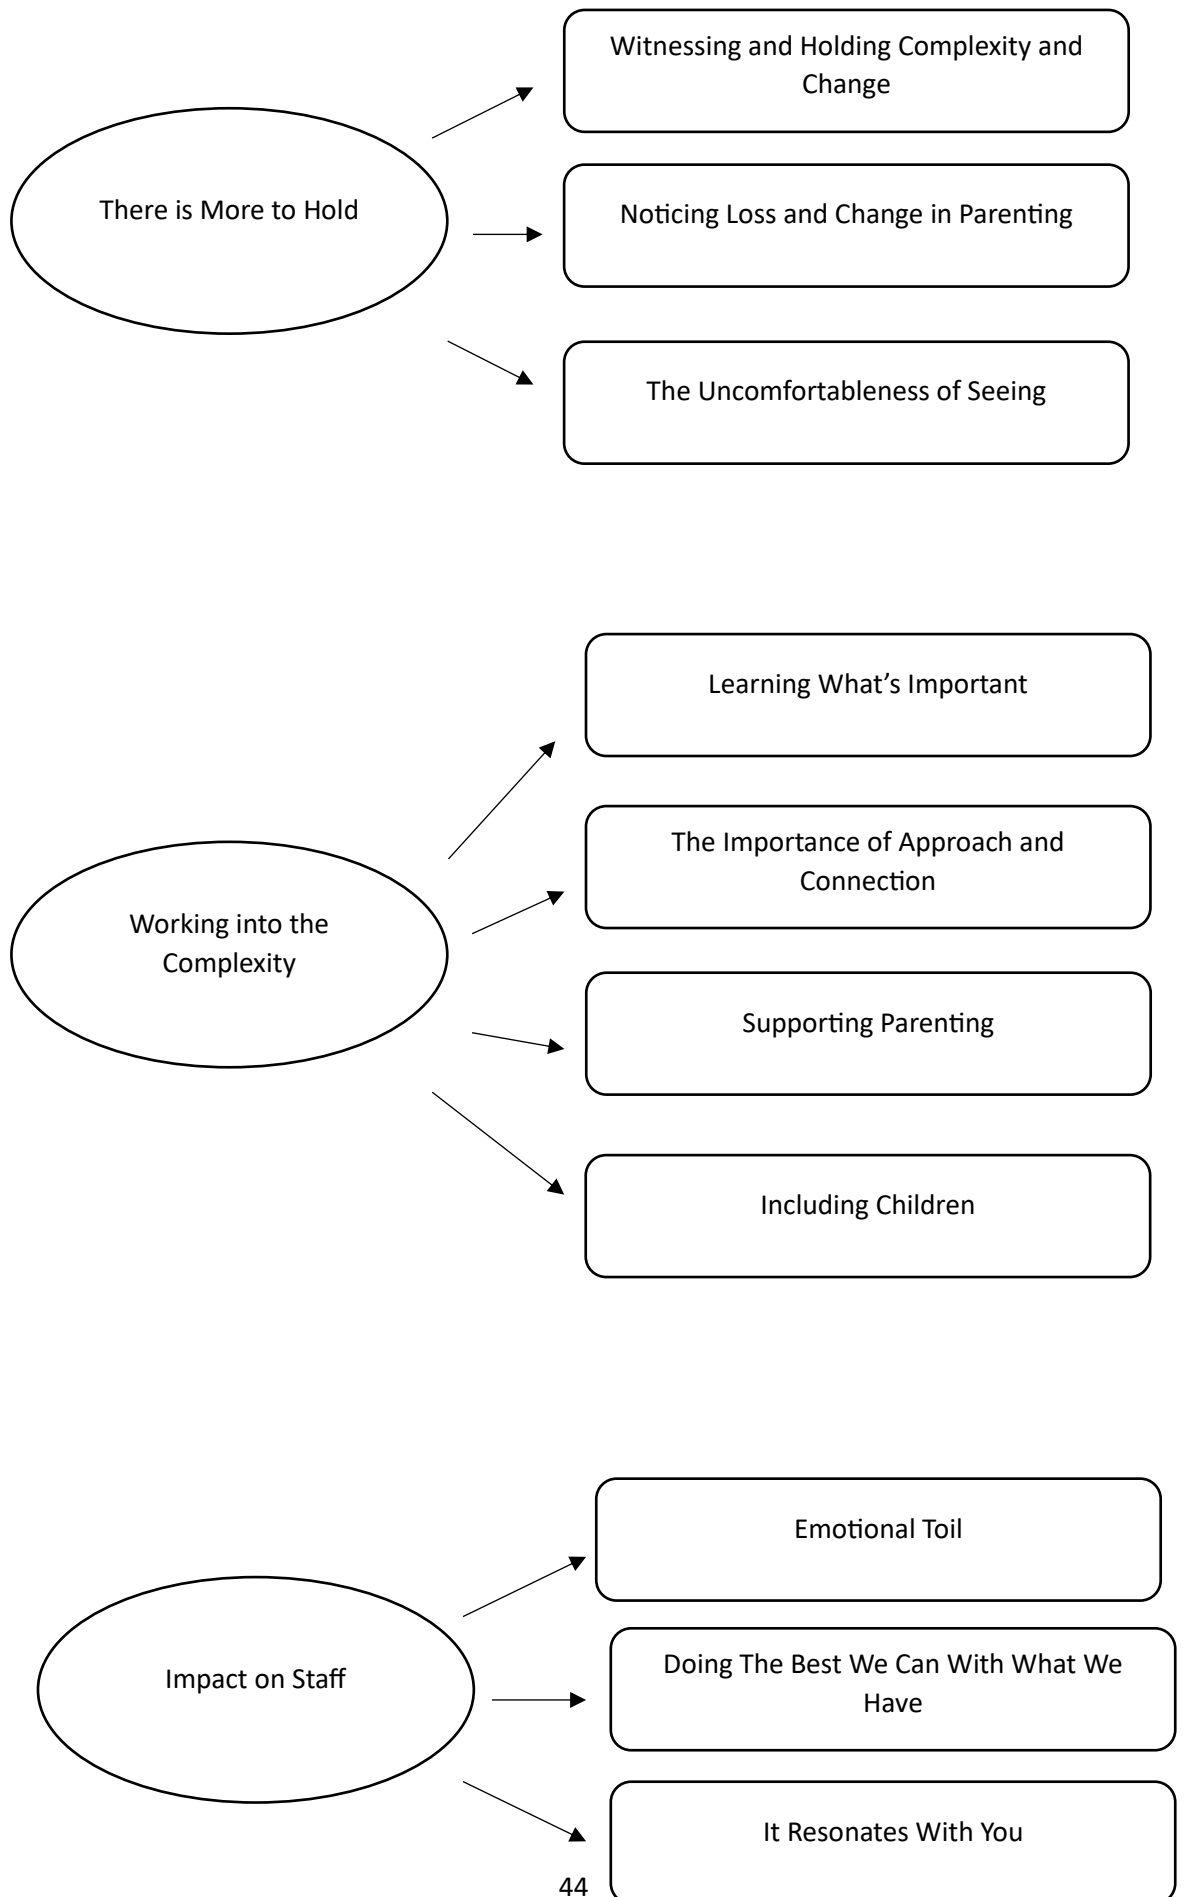 Witnessing and Holding Complexity and
Change
There is More to Hold
Noticing Loss and Change in Parenting
The Uncomfortableness of Seeing
Learning What’s Important
The Importance of Approach and
Connection
Working into the
Complexity
Supporting Parenting
Including Children
Emotional Toil
Impact on Staff
Doing The Best We Can With What We
Have
It Resonates With You
44